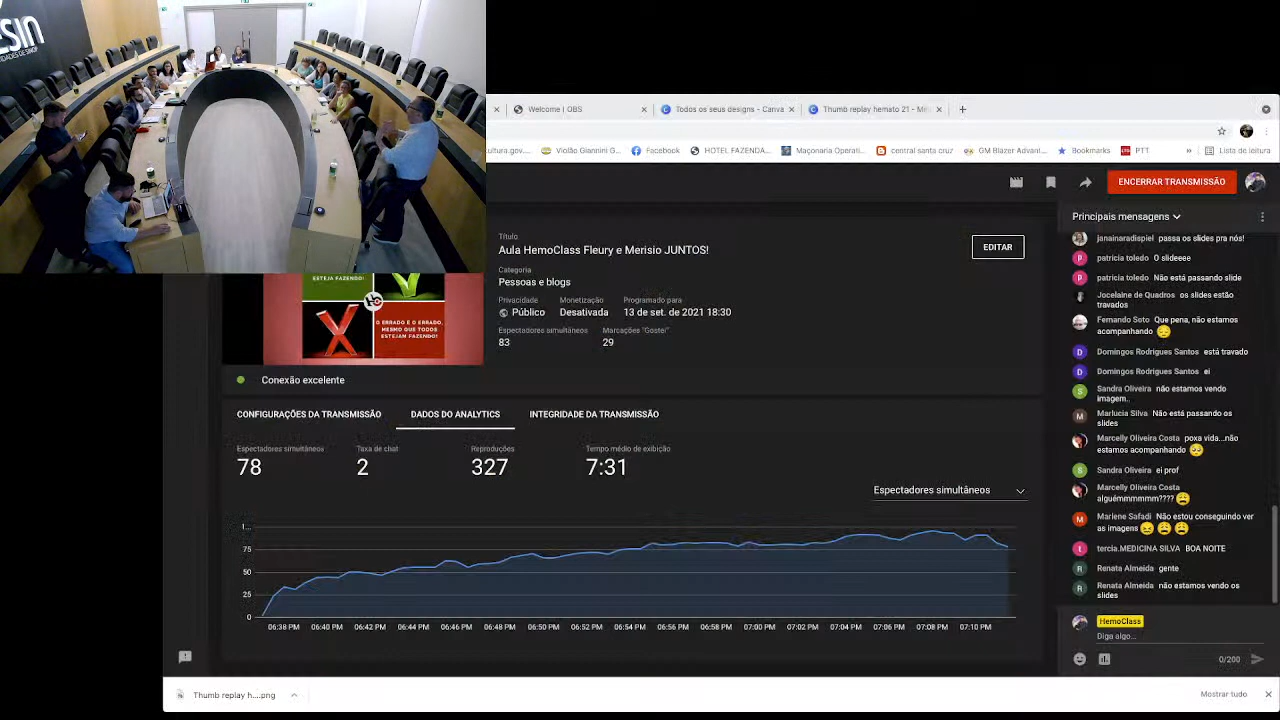 ESIN
IDADES DE SINOP
Welcome | OBS
Todos os seus designs - Canva
Thumb replay hemato 21 - Me
cultura.gov....
Violão Giannini G...
Facebook
HOTEL FAZENDA...
Maçonaria Operati...
central santa cruz
GM Blazer Advanl...
Bookmarks
PTT
»
Lista de leitura
ENCERRAR TRANSMISSÃO
Título
Aula HemoClass Fleury e Merisio JUNTOS!
EDITAR
Categoria
Pessoas e blogs
Privacidade Monetização Programado para
Público Desativada 13 de set. de 2021 18:30
Espectadores simultâneos Marcações "Gostei"
83 29
ESTEJA FAZENDO!
O ERRADO É O ERRADO,
MESMO QUE TODOS
ESTEJAM FAZENDO!
Conexão excelente
CONFIGURAÇÕES DA TRANSMISSÃO DADOS DO ANALYTICS INTEGRIDADE DA TRANSMISSÃO
Espectadores simultâneos Taxa de chat Reproduções Tempo médio de exibição
78 2 327 7:31
Espectadores simultâneos
1...
75
50
25
0
06:38 PM 06:40 PM 06:42 PM 06:44 PM 06:46 PM 06:48 PM 06:50 PM 06:52 PM 06:54 PM 06:56 PM 06:58 PM 07:00 PM 07:02 PM 07:04 PM 07:06 PM 07:08 PM 07:10 PM
Principais mensagens
janainaradispiel passa os slides pra nós!
patricia toledo O slideeee
patricia toledo Não está passando slide
Jocelaine de Quadros os slides estão
travados
Fernando Soto Que pena, não estamos
acompanhando 😔
Domingos Rodrigues Santos está travado
Domingos Rodrigues Santos ei
Sandra Oliveira não estamos vendo
imagem..
Marlucia Silva Não está passando os
slides
Marcelly Oliveira Costa poxa vida...não
estamos acompanhando 🥺
Sandra Oliveira ei prof
Marcelly Oliveira Costa
alguémmmmmm???? 😩
Marlene Safadi Não estou conseguindo ver
as imagens 😖 😩 😩
tercia.MEDICINA SILVA BOA NOITE
Renata Almeida gente
Renata Almeida não estamos vendo os
slides
HemoClass
Diga algo...
0/200
Thumb replay h....png
Mostrar tudo